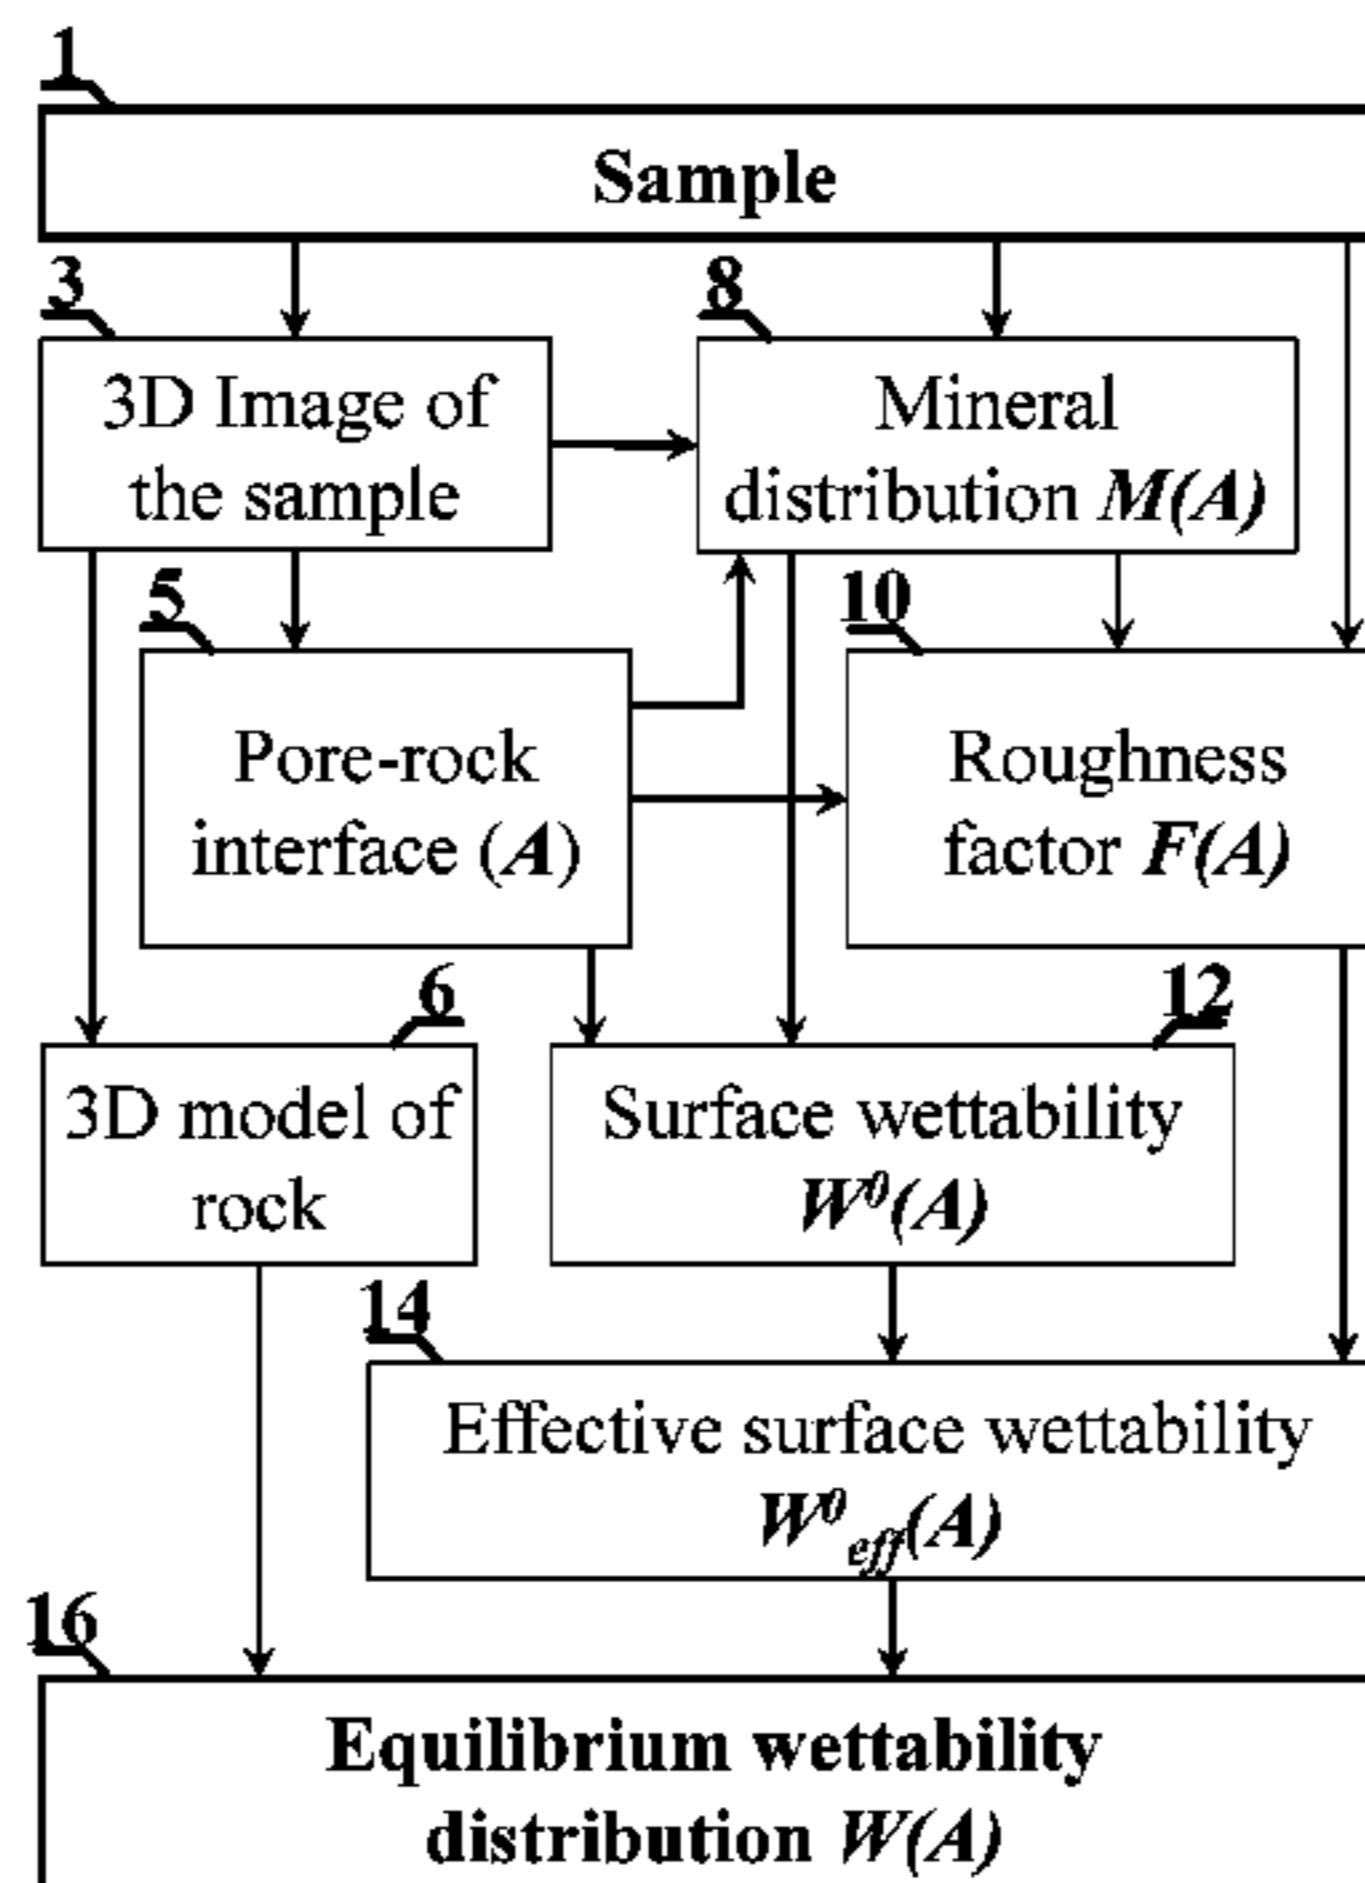 1
Sample
3
3D Image of
the sample
8
Mineral
distribution M(A)
5
Pore-rock
interface (A)
10
Roughness
factor F(A)
6
3D model of
rock
12
Surface wettability
W⁰(A)
14
Effective surface wettability
W⁰eff(A)
16
Equilibrium wettability
distribution W(A)